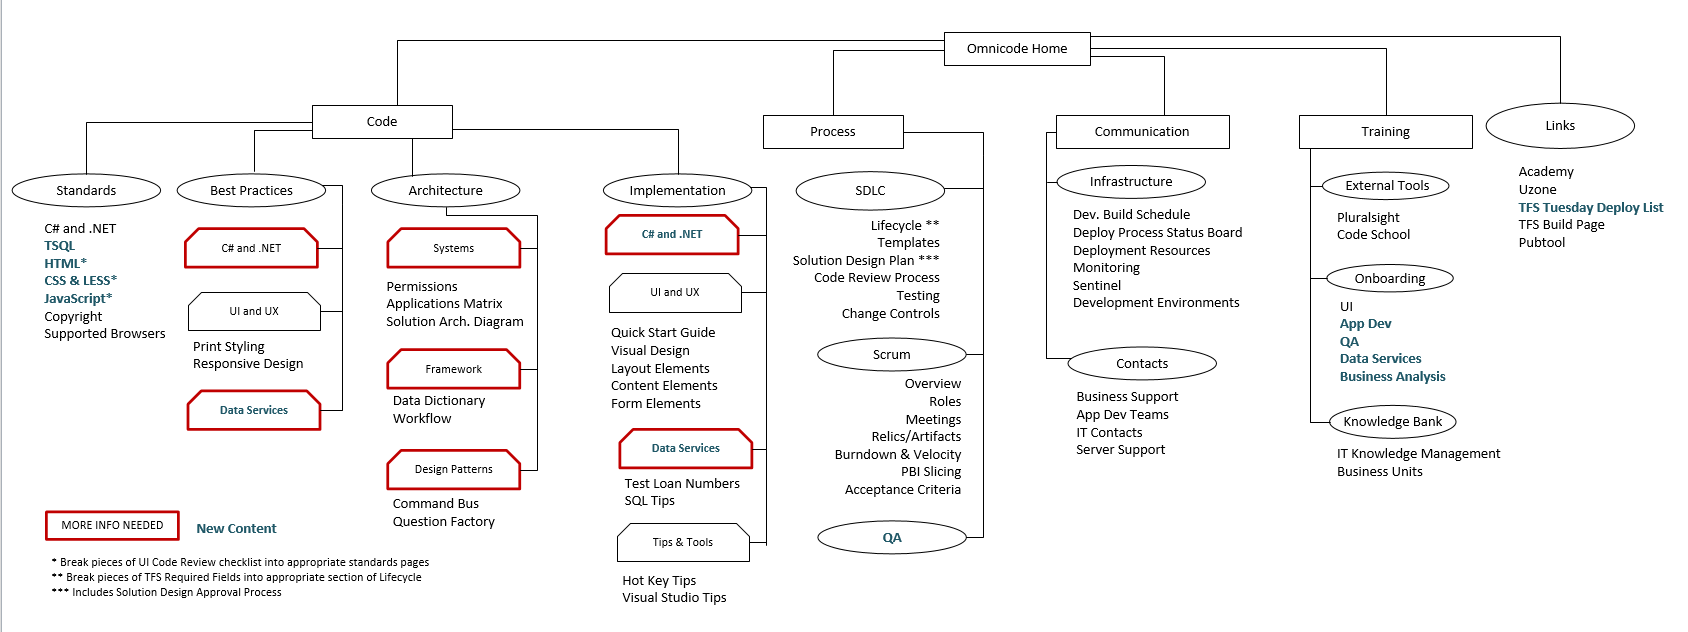 Omnicode Home
Code
Process
Communication
Training
Links
Standards
C# and .NET
TSQL
HTML*
CSS & LESS*
JavaScript*
Copyright
Supported Browsers
Best Practices
C# and .NET
UI and UX
Print Styling
Responsive Design
Data Services
Architecture
Systems
Permissions
Applications Matrix
Solution Arch. Diagram
Framework
Data Dictionary
Workflow
Design Patterns
Command Bus
Question Factory
Implementation
C# and .NET
UI and UX
Quick Start Guide
Visual Design
Layout Elements
Content Elements
Form Elements
Data Services
Test Loan Numbers
SQL Tips
Tips & Tools
Hot Key Tips
Visual Studio Tips
SDLC
Lifecycle **
Templates
Solution Design Plan ***
Code Review Process
Testing
Change Controls
Scrum
Overview
Roles
Meetings
Relics/Artifacts
Burndown & Velocity
PBI Slicing
Acceptance Criteria
QA
Infrastructure
Dev. Build Schedule
Deploy Process Status Board
Deployment Resources
Monitoring
Sentinel
Development Environments
Contacts
Business Support
App Dev Teams
IT Contacts
Server Support
External Tools
Pluralsight
Code School
Onboarding
UI
App Dev
QA
Data Services
Business Analysis
Knowledge Bank
IT Knowledge Management
Business Units
Academy
Uzone
TFS Tuesday Deploy List
TFS Build Page
Pubtool
MORE INFO NEEDED
New Content
* Break pieces of UI Code Review checklist into appropriate standards pages
** Break pieces of TFS Required Fields into appropriate section of Lifecycle
*** Includes Solution Design Approval Process